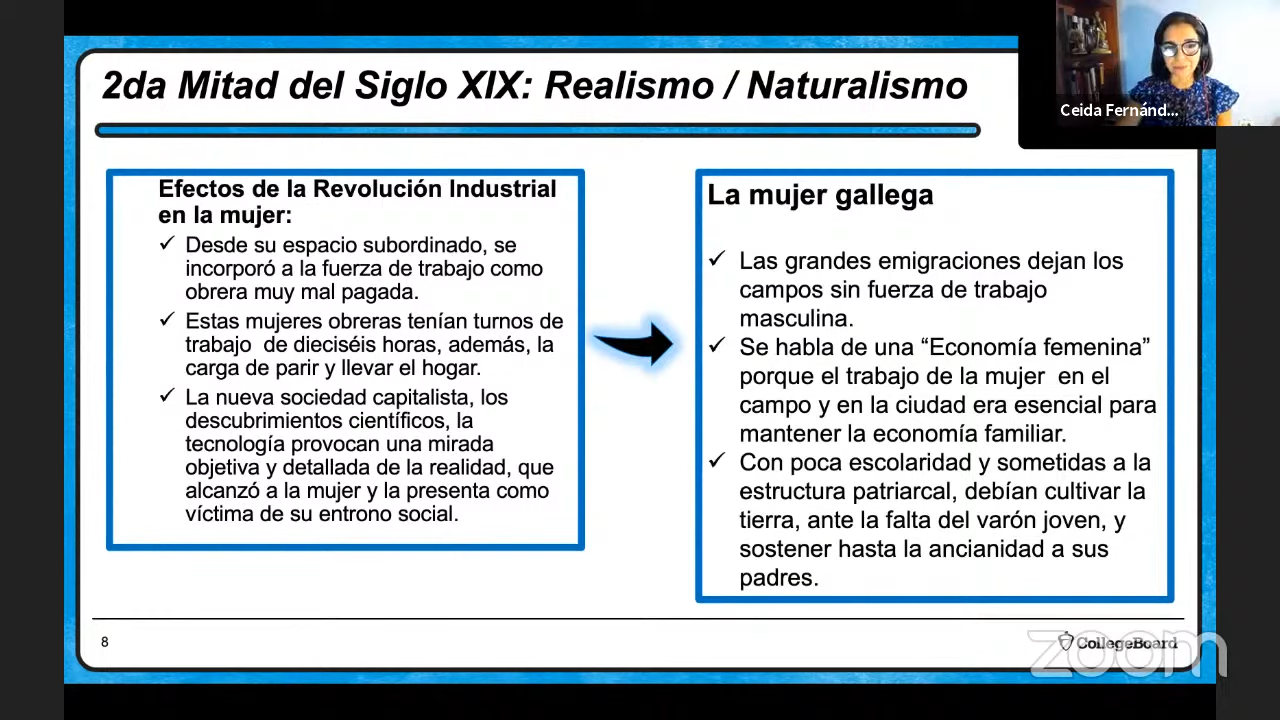 2da Mitad del Siglo XIX: Realismo / Naturalismo
Ceida Fernánd...
Efectos de la Revolución Industrial
en la mujer:
✓ Desde su espacio subordinado, se
incorporó a la fuerza de trabajo como
obrera muy mal pagada.
✓ Estas mujeres obreras tenían turnos de
trabajo de dieciséis horas, además, la
carga de parir y llevar el hogar.
✓ La nueva sociedad capitalista, los
descubrimientos científicos, la
tecnología provocan una mirada
objetiva y detallada de la realidad, que
alcanzó a la mujer y la presenta como
víctima de su entrono social.
La mujer gallega
✓ Las grandes emigraciones dejan los
campos sin fuerza de trabajo
masculina.
✓ Se habla de una “Economía femenina”
porque el trabajo de la mujer en el
campo y en la ciudad era esencial para
mantener la economía familiar.
✓ Con poca escolaridad y sometidas a la
estructura patriarcal, debían cultivar la
tierra, ante la falta del varón joven, y
sostener hasta la ancianidad a sus
padres.
8
CollegeBoard
zoom